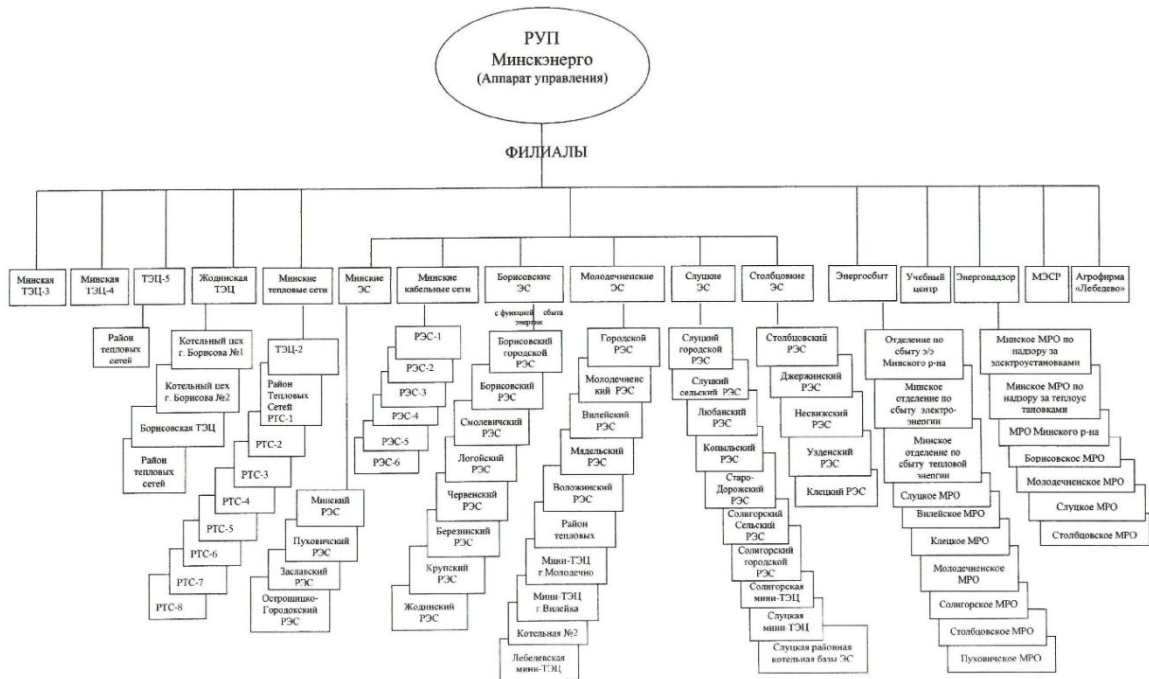 РУП
Минскэнерго
(Аппарат управления)
ФИЛИАЛЫ
Минская
ТЭЦ-3
Минская
ТЭЦ-4
ТЭЦ-5
Жодинская
ТЭЦ
Минские
тепловые сети
Минские
ЭС
Минские
кабельные сети
Борисовские
ЭС
Молодечненские
ЭС
Слуцкие
ЭС
Столбцовкие
ЭС
Энергосбыт
Учебный
центр
Энергонадзор
МЭСР
Агрофирма
«Лебедево»
Район
тепловых
сетей
Котельный цех
г. Борисова №1
Котельный цех
г. Борисова №2
Борисовская ТЭЦ
Район
тепловых
сетей
ТЭЦ-2
Район
Тепловых
Сетей
РТС-1
РТС-2
РТС-3
РТС-4
РТС-5
РТС-6
РТС-7
РТС-8
Минский
РЭС
Пуховичский
РЭС
Заславский
РЭС
Острошицко-
Городокский
РЭС
РЭС-1
РЭС-2
РЭС-3
РЭС-4
РЭС-5
РЭС-6
с функцией сбыта
энергии
Борисовский
городской РЭС
Борисовский
РЭС
Смолевичский
РЭС
Логойский
РЭС
Червенский
РЭС
Березинский
РЭС
Крупский
РЭС
Жодинский
РЭС
Городской
РЭС
Молодечненс
кий РЭС
Вилейский
РЭС
Мядельский
РЭС
Воложинский
РЭС
Район
тепловых
Мини-ТЭЦ
г.Молодечно
Мини-ТЭЦ
г.Вилейка
Котельная №2
Лебедевская
мини-ТЭЦ
Слуцкий
городской РЭС
Слуцкий
сельский РЭС
Любанский
РЭС
Копыльский
РЭС
Старо-
Дорожский
РЭС
Солигорский
Сельский
РЭС
Солигорский
городской РЭС
Солигорская
мини-ТЭЦ
Слуцкая
мини-ТЭЦ
Слуцкая районная
котельная базы ЭС
Столбцовский
РЭС
Джержинский
РЭС
Несвижский
РЭС
Узденский
РЭС
Клецкий РЭС
Отделение по
сбыту э/э
Минского р-на
Минское
отделение по
сбыту электро-
энергии
Минское
отделение по
сбыту тепловой
энергии
Слуцкое МРО
Вилейское МРО
Клецкое МРО
Молодечненское
МРО
Солигорское МРО
Столбцовское МРО
Пуховичское МРО
Минское МРО по
надзору за
электроустановками
Минское МРО по
надзору за теплоус
тановками
МРО Минского р-на
Борисовское МРО
Молодечненское МРО
Слуцкое МРО
Столбцовское МРО